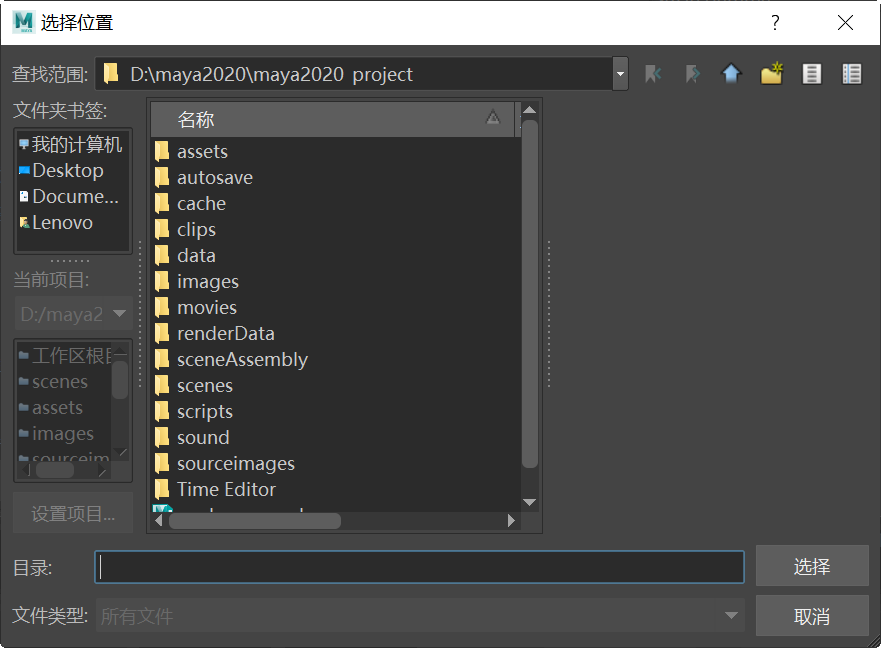 选择位置
查找范围: D:\maya2020\maya2020 project
文件夹书签:
我的计算机
Desktop
Docume...
Lenovo
当前项目:
D:/maya2
工作区根
scenes
assets
images
sourceim
设置项目...
名称
assets
autosave
cache
clips
data
images
movies
renderData
sceneAssembly
scenes
scripts
sound
sourceimages
Time Editor
目录:
选择
文件类型: 所有文件
取消